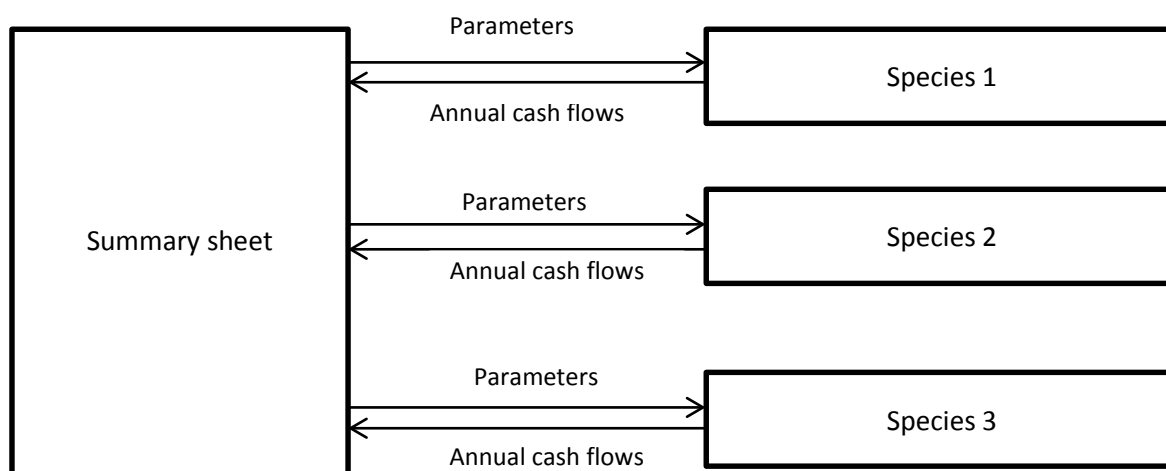 Parameters
Species 1
Annual cash flows
Parameters
Summary sheet
Species 2
Annual cash flows
Parameters
Species 3
Annual cash flows